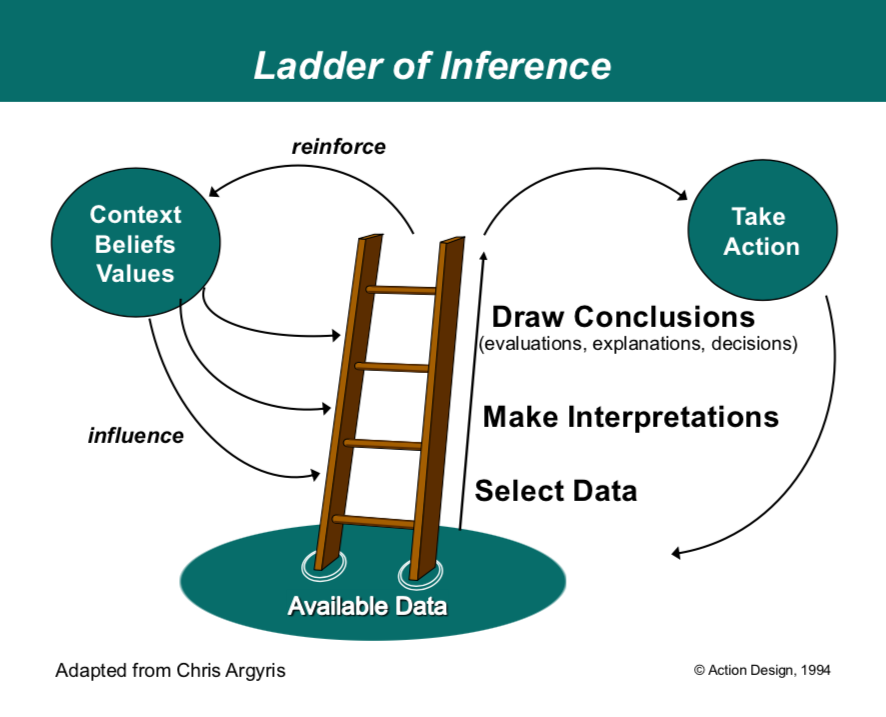 Ladder of Inference
reinforce
Context
Beliefs
Values
Take
Action
Draw Conclusions
(evaluations, explanations, decisions)
Make Interpretations
influence
Select Data
Available Data
Adapted from Chris Argyris
© Action Design, 1994